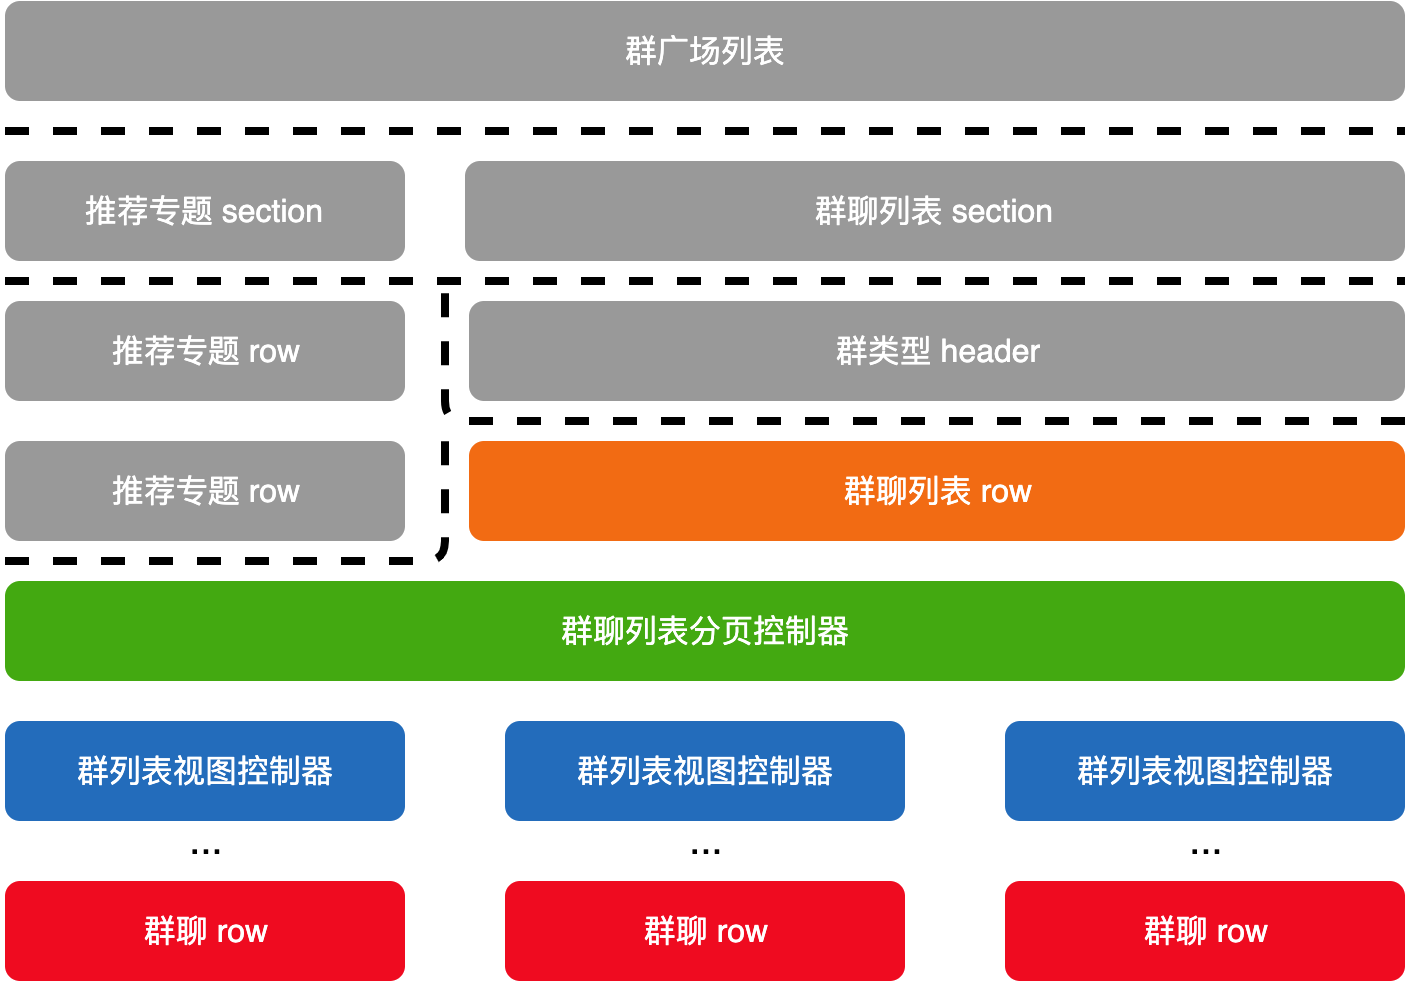 群广场列表
推荐专题 section
群聊列表 section
推荐专题 row
群类型 header
推荐专题 row
群聊列表 row
群聊列表分页控制器
群列表视图控制器
群列表视图控制器
群列表视图控制器
...
...
...
群聊 row
群聊 row
群聊 row